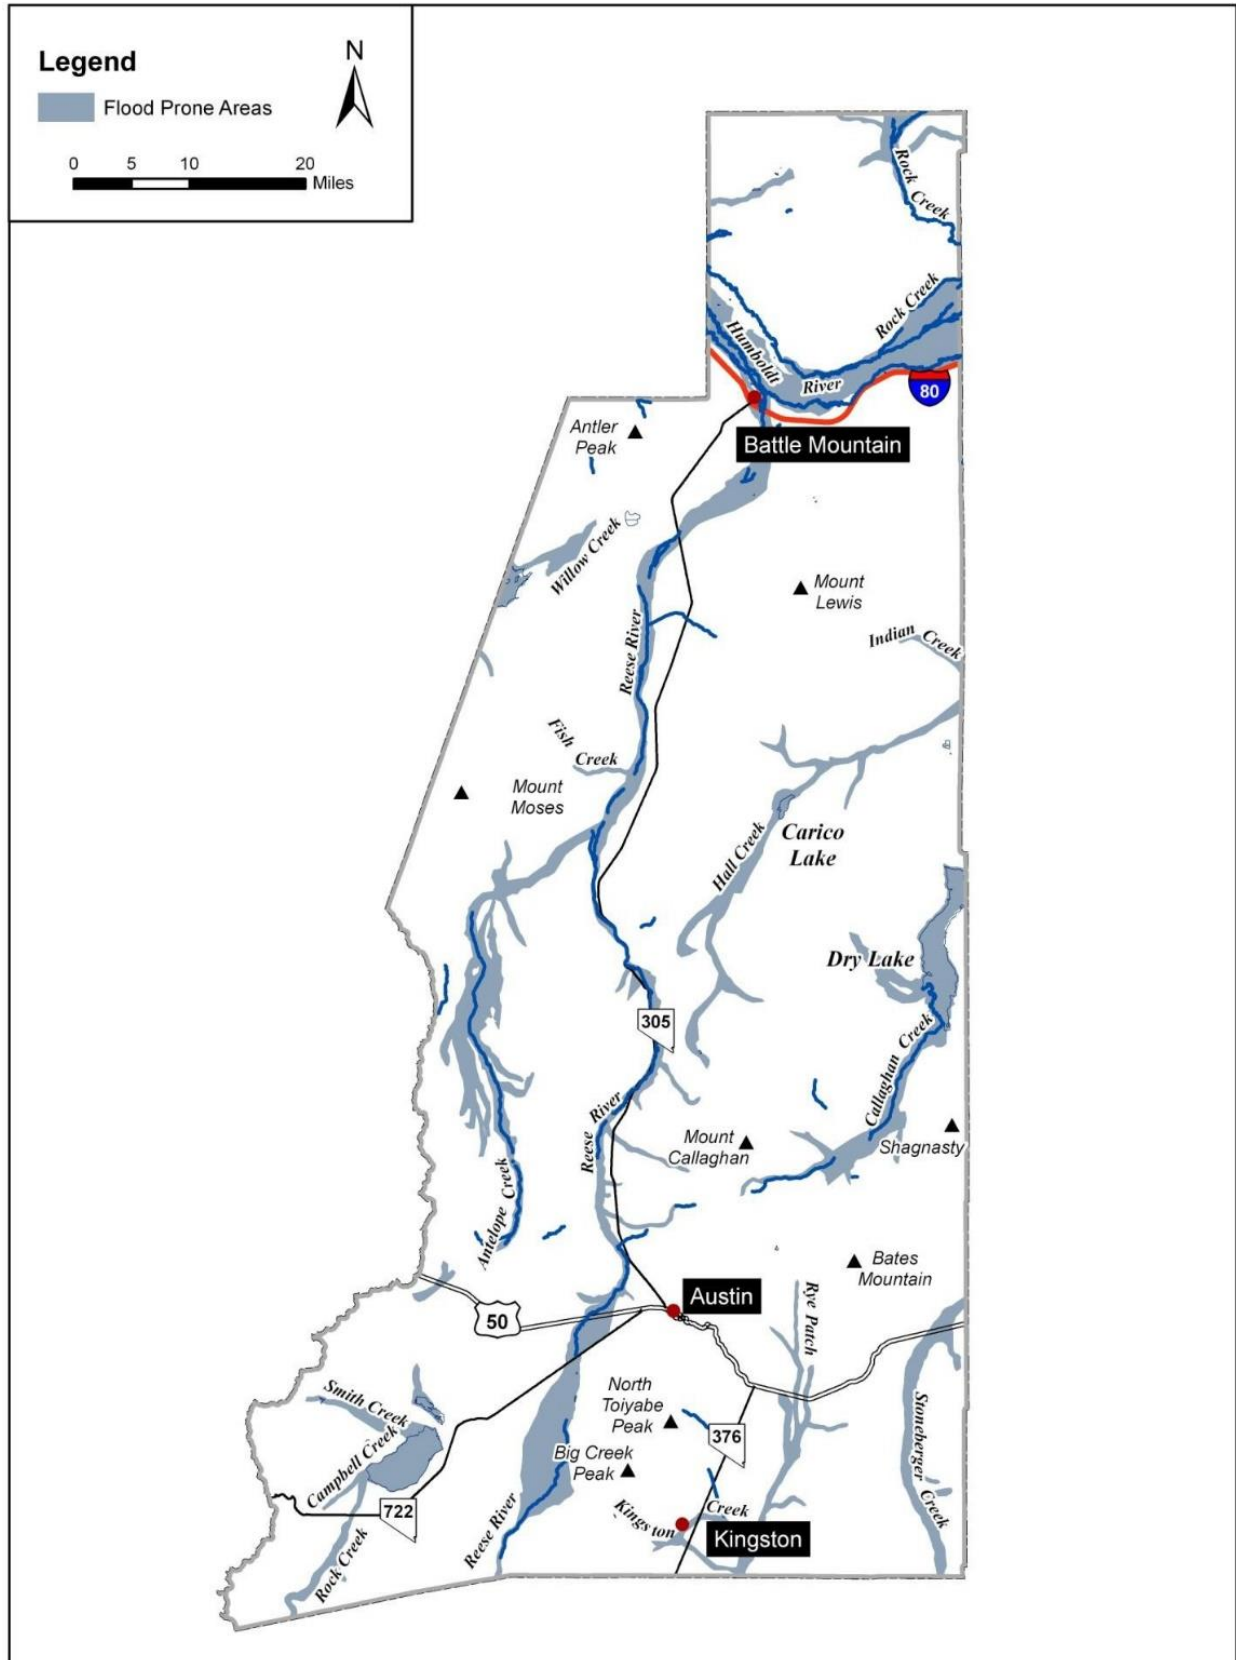 Legend
N
Flood Prone Areas
0 5 10 20
Miles
Rock Creek
Rock Creek
Humboldt
River
80
Antler
Peak
Battle Mountain
Willow Creek
Mount
Lewis
Indian Creek
Reese River
Fish
Creek
Mount
Moses
Carico
Lake
Hall Creek
Dry Lake
305
Callaghan Creek
Reese River
Mount
Callaghan
Shagnasty
Antelope Creek
Bates
Mountain
Austin
50
Rye Patch
North
Toiyabe
Peak
Smith Creek
376
Stoneberger Creek
Campbell Creek
Big Creek
Peak
722
Reese River
Kingston Creek
Kingston
Rock Creek